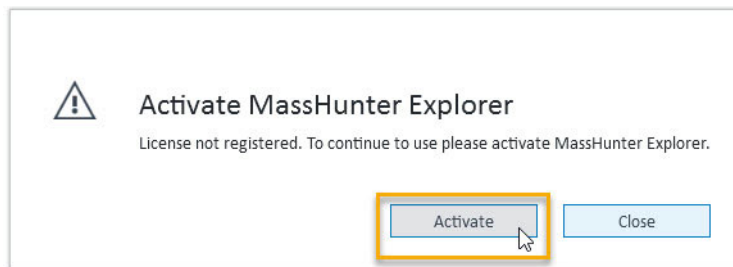 Activate MassHunter Explorer
License not registered. To continue to use please activate MassHunter Explorer.
Activate
Close